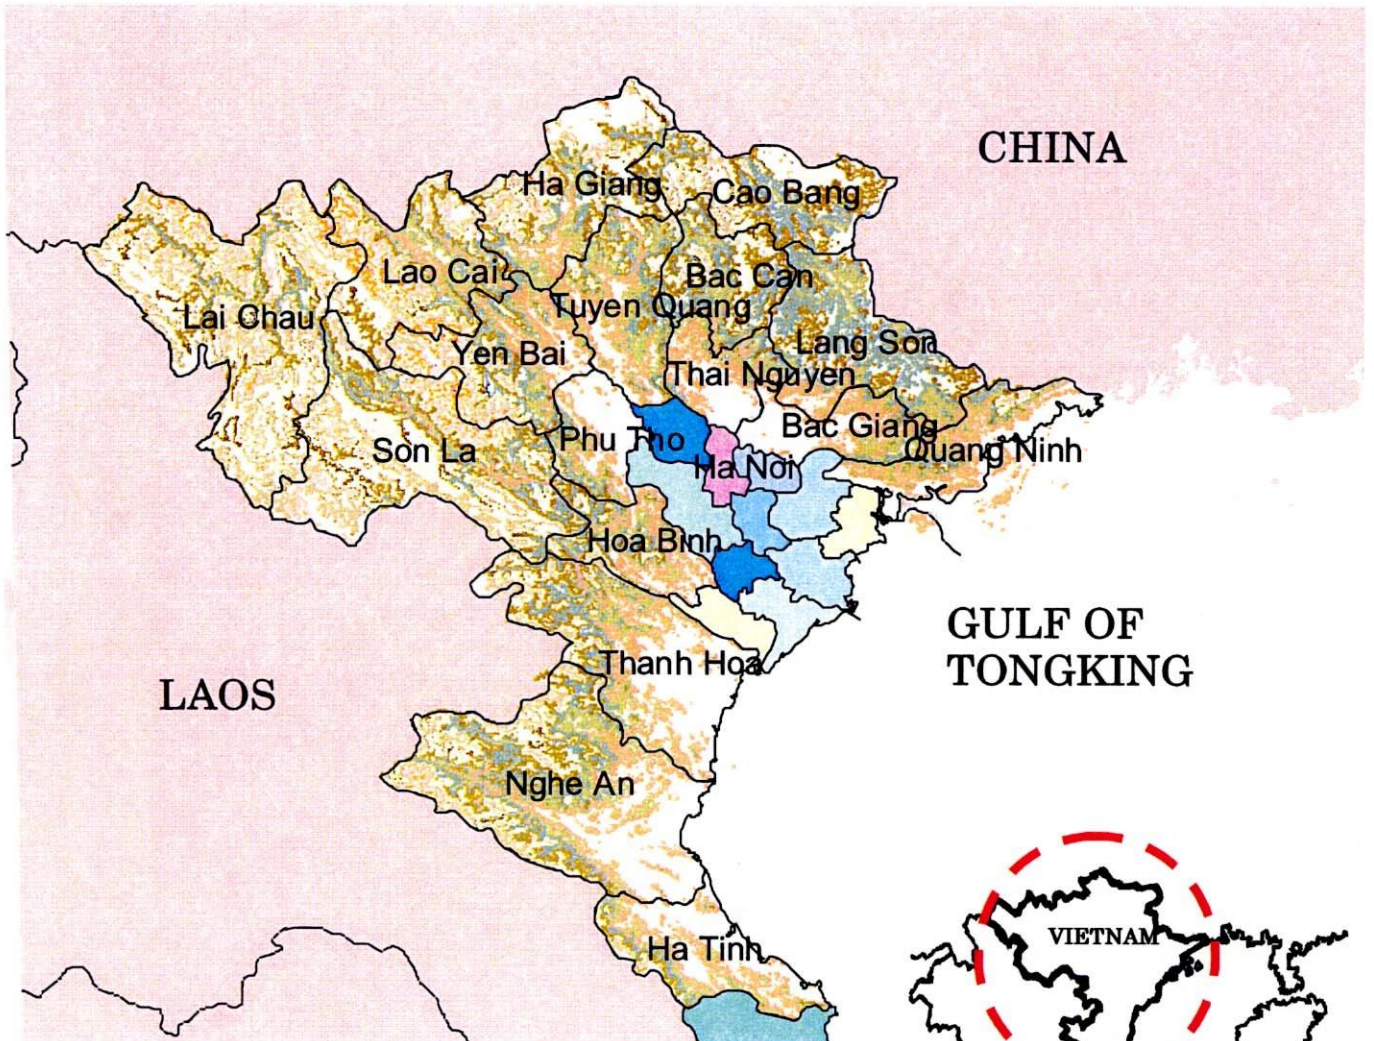 CHINA
Ha Giang
Cao Bang
Lao Cai
Bac Can
Tuyen Quang
Lai Chau
Lang Son
Yen Bai
Thai Nguyen
Bac Giang
Phu Tho
Son La
Quang Ninh
Ha Noi
Hoa Binh
GULF OF
TONGKING
Thanh Hoa
LAOS
Nghe An
Ha Tinh
VIETNAM